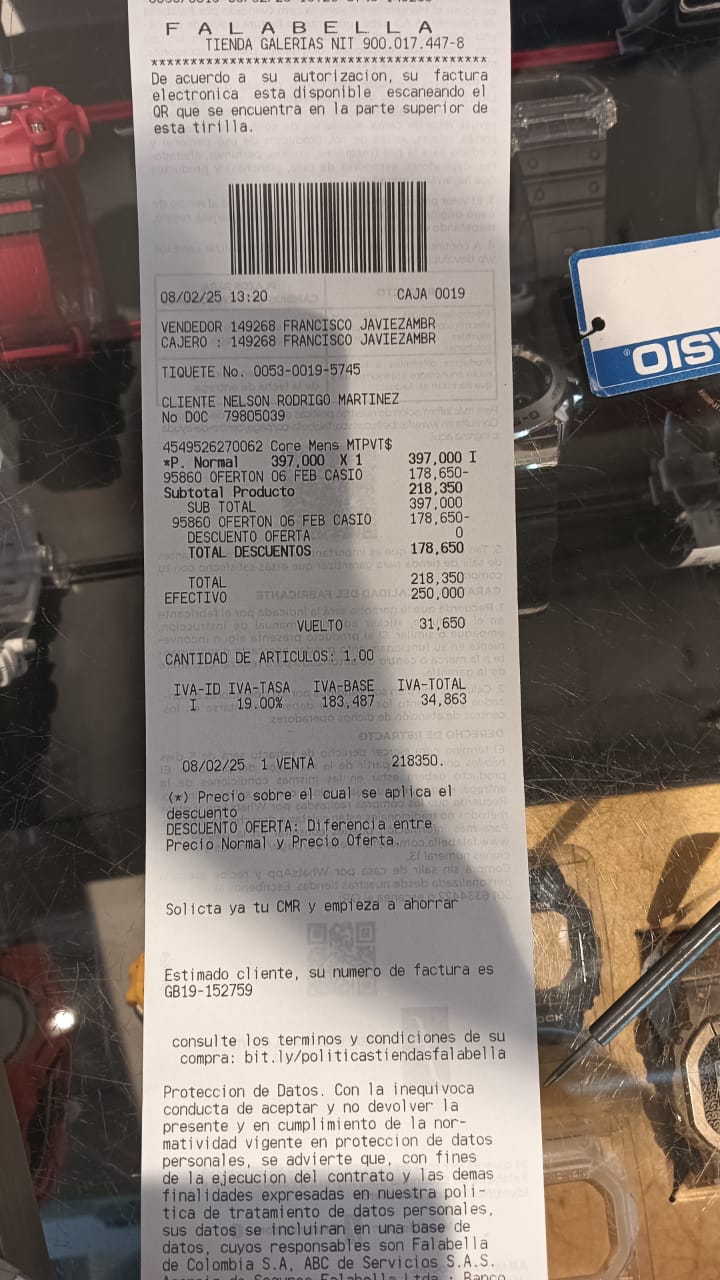 F A L A B E L L A
TIENDA GALERIAS NIT 900.017.447-8
******************************************
De acuerdo a su autorizacion, su factura
electronica esta disponible escaneando el
QR que se encuentra en la parte superior de
esta tirilla.
08/02/25 13:20 CAJA 0019
VENDEDOR 149268 FRANCISCO JAVIEZAMBR
CAJERO : 149268 FRANCISCO JAVIEZAMBR
TIQUETE No. 0053-0019-5745
CLIENTE NELSON RODRIGO MARTINEZ
No DOC 79805039
4549526270062 Core Mens MTPVT$
*P. Normal 397,000 X 1 397,000 I
95860 OFERTON 06 FEB CASIO 178,650-
Subtotal Producto 218,350
SUB TOTAL 397,000
95860 OFERTON 06 FEB CASIO 178,650-
DESCUENTO OFERTA 0
TOTAL DESCUENTOS 178,650
TOTAL 218,350
EFECTIVO 250,000
VUELTO 31,650
CANTIDAD DE ARTICULOS: 1.00
IVA-ID IVA-TASA IVA-BASE IVA-TOTAL
I 19.00% 183,487 34,863
08/02/25 1 VENTA 218350.
(*) Precio sobre el cual se aplica el
descuento
DESCUENTO OFERTA: Diferencia entre
Precio Normal y Precio Oferta.
Solicta ya tu CMR y empieza a ahorrar
Estimado cliente, su numero de factura es
GB19-152759
consulte los terminos y condiciones de su
compra: bit.ly/politicastiendasfalabella
Proteccion de Datos. Con la inequivoca
conducta de aceptar y no devolver la
presente y en cumplimiento de la nor-
matividad vigente en proteccion de datos
personales, se advierte que, con fines
de la ejecucion del contrato y las demas
finalidades expresadas en nuestra poli-
tica de tratamiento de datos personales,
sus datos se incluiran en una base de
datos, cuyos responsables son Falabella
de Colombia S.A, ABC de Servicios S.A.S.